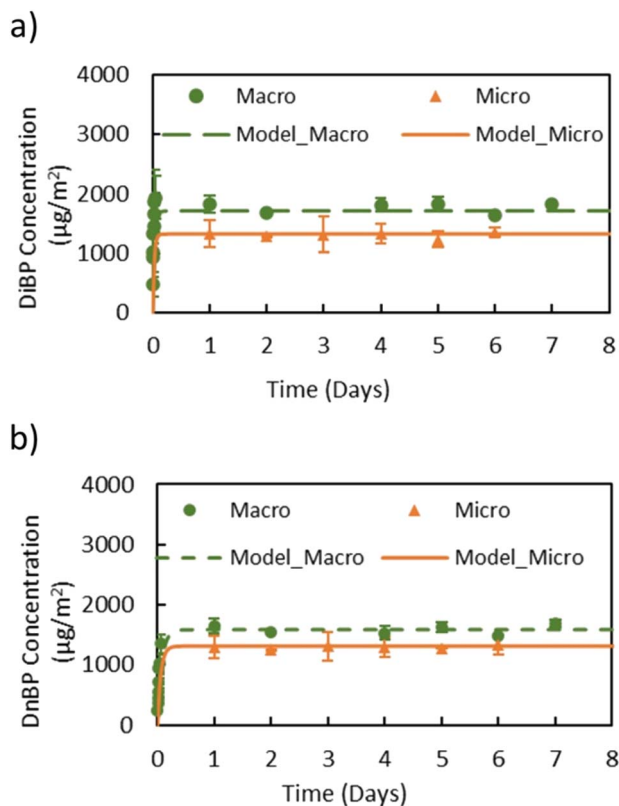 a)
4000
3000
2000
1000
0
DiBP Concentration
(µg/m²)
Macro Micro
Model_Macro Model_Micro
0 1 2 3 4 5 6 7 8
Time (Days)
b)
4000
3000
2000
1000
0
DnBP Concentration
(µg/m²)
Macro Micro
Model_Macro Model_Micro
0 1 2 3 4 5 6 7 8
Time (Days)